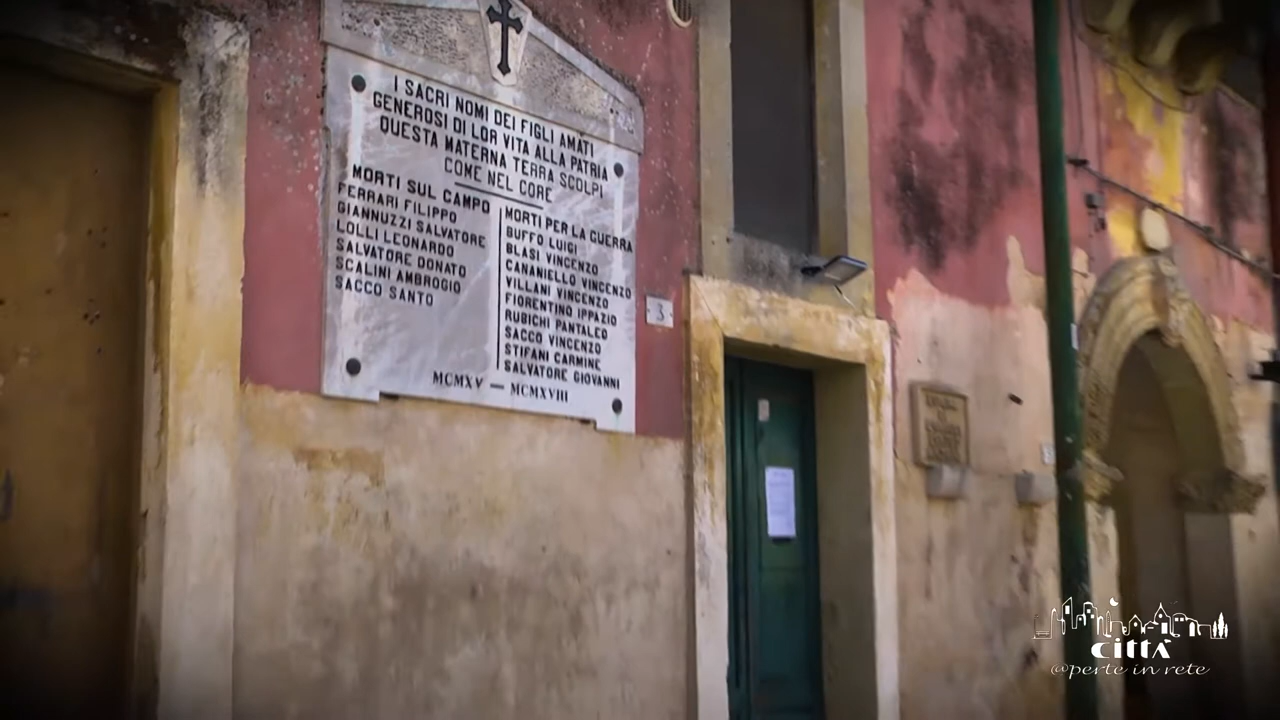 I SACRI NOMI DEI FIGLI AMATI
GENEROSI DI LOR VITA ALLA PATRIA
QUESTA MATERNA TERRA SCOLPI
COME NEL CORE
MORTI SUL CAMPO
FERRARI FILIPPO
GIANNUZZI SALVATORE
LOLLI LEONARDO
SALVATORE DONATO
SCALINI AMBROGIO
SACCO SANTO
MORTI PER LA GUERRA
BUFFO LUIGI
BLASI VINCENZO
CANANIELLO VINCENZO
VILLANI VINCENZO
FIORENTINO IPPAZIO
RUBICHI PANTALEO
SACCO VINCENZO
STIFANI CARMINE
SALVATORE GIOVANNI
MCMXV — MCMXVIII
3
CITTÀ
@perte in rete